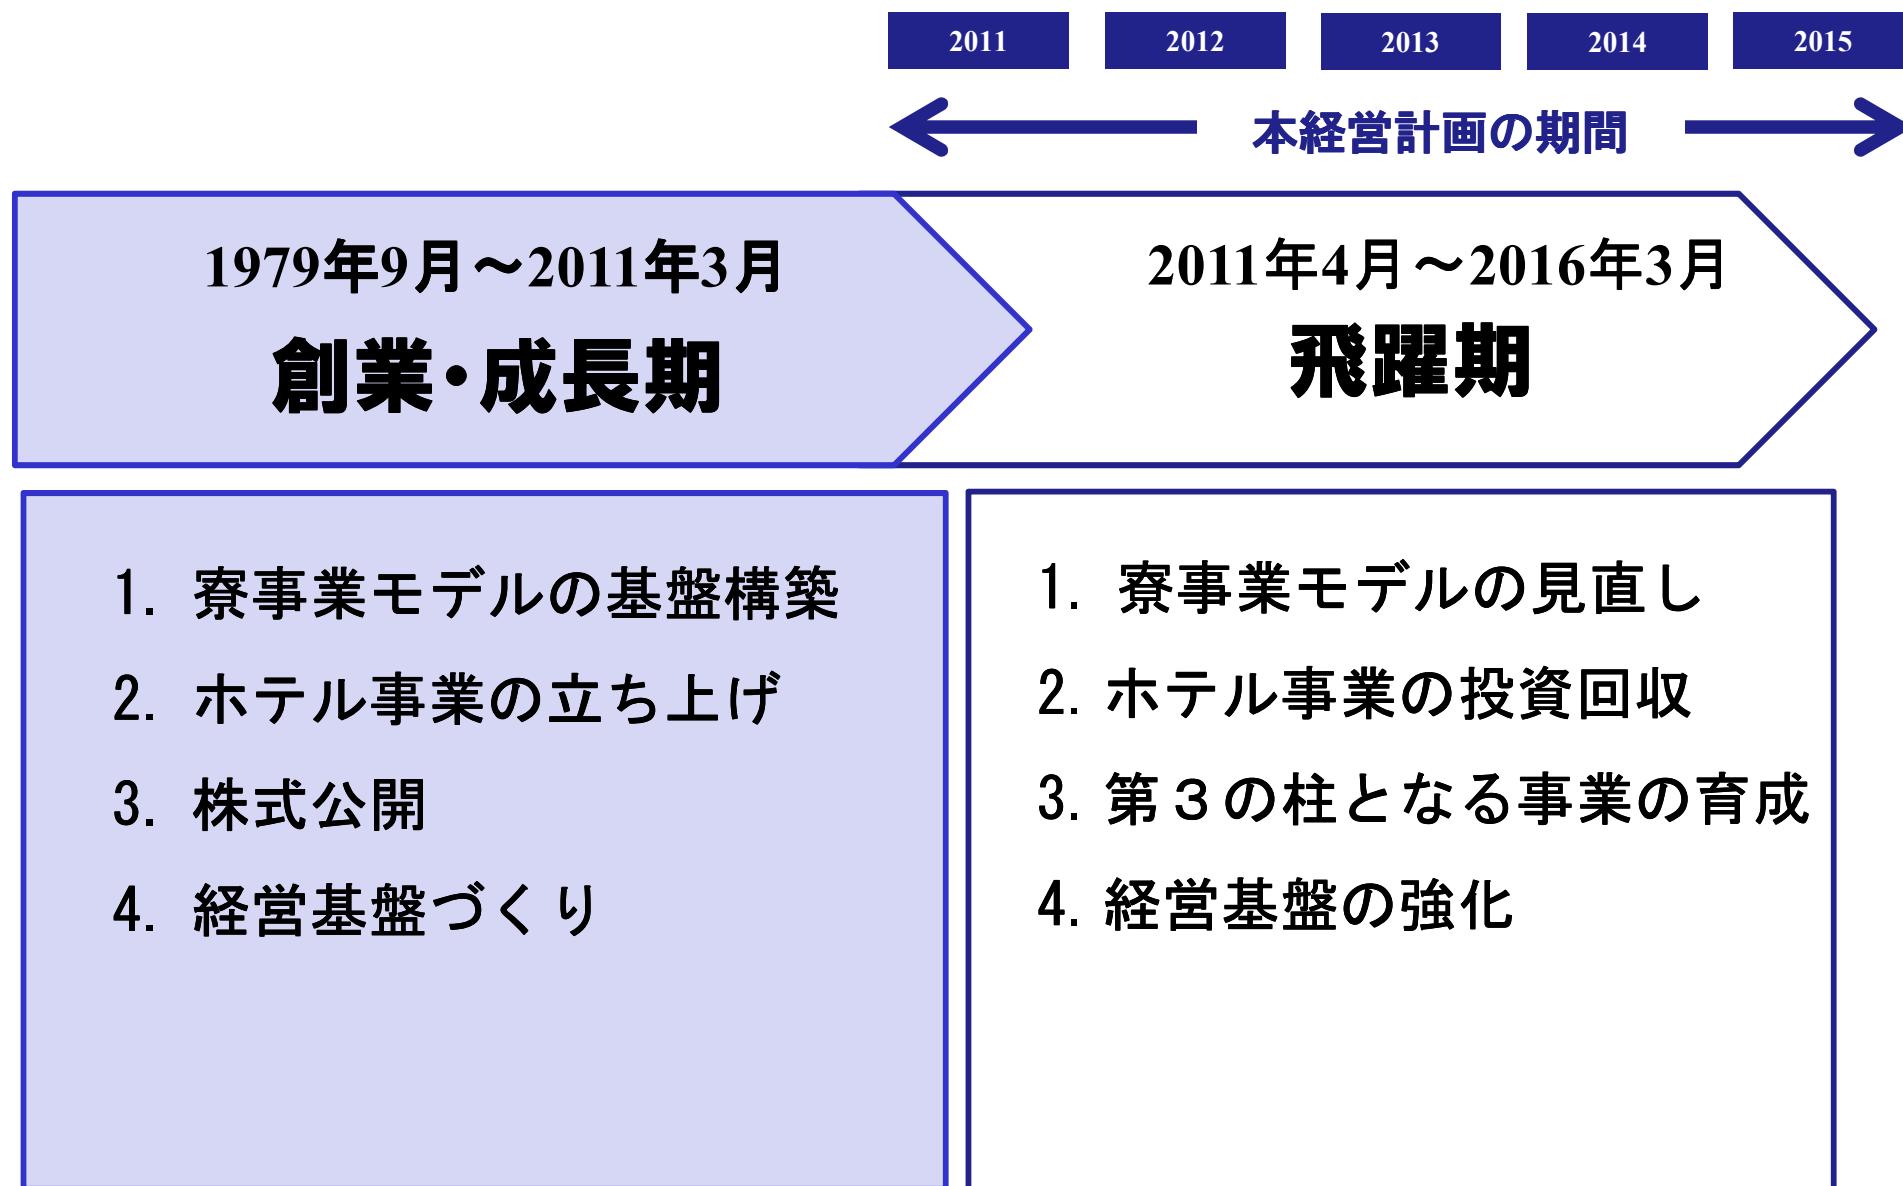 2011
2012
2013
2014
2015
本経営計画の期間
1979年9月～2011年3月
創業・成長期
2011年4月～2016年3月
飛躍期
1. 寮事業モデルの基盤構築
2. ホテル事業の立ち上げ
3. 株式公開
4. 経営基盤づくり
1. 寮事業モデルの見直し
2. ホテル事業の投資回収
3. 第３の柱となる事業の育成
4. 経営基盤の強化